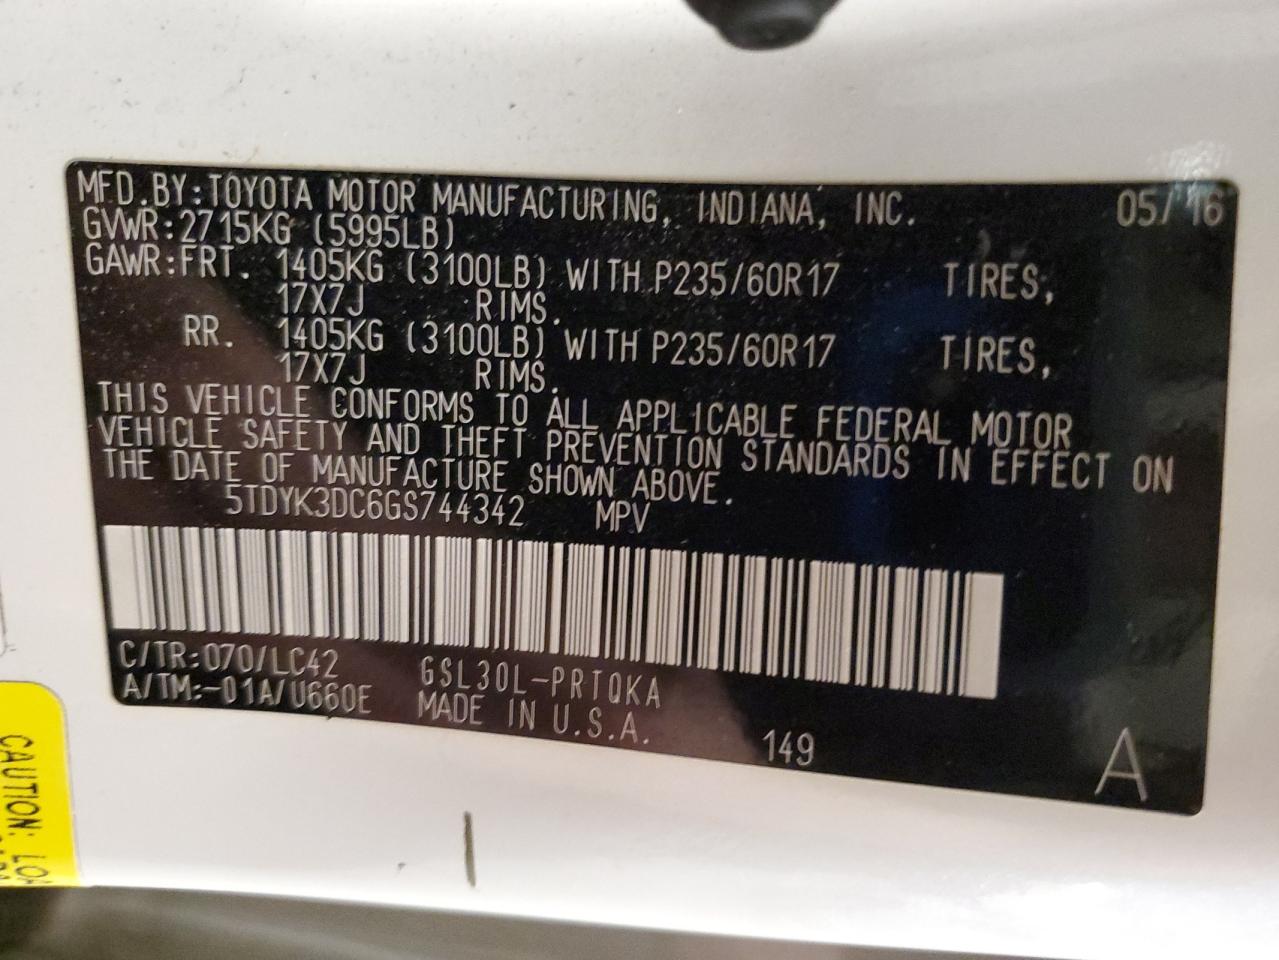 MFD.BY:TOYOTA MOTOR MANUFACTURING, INDIANA, INC. 05/16
GVWR:2715KG (5995LB)
GAWR:FRT. 1405KG (3100LB) WITH P235/60R17 TIRES,
17X7J RIMS.
RR. 1405KG (3100LB) WITH P235/60R17 TIRES,
17X7J RIMS.
THIS VEHICLE CONFORMS TO ALL APPLICABLE FEDERAL MOTOR
VEHICLE SAFETY AND THEFT PREVENTION STANDARDS IN EFFECT ON
THE DATE OF MANUFACTURE SHOWN ABOVE.
5TDYK3DC6GS744342 MPV
C/TR:070/LC42 GSL30L-PRTQKA
A/TM:-01A/U660E MADE IN U.S.A.
149 A
CAUTION: